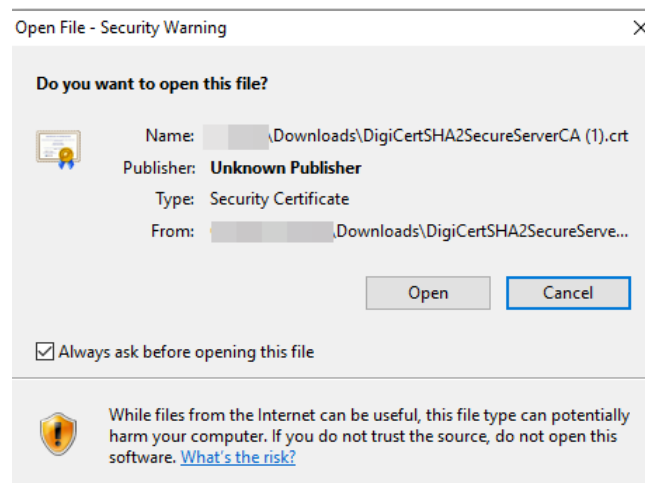 Open File - Security Warning
Do you want to open this file?
Name: \Downloads\DigiCertSHA2SecureServerCA (1).crt
Publisher: Unknown Publisher
Type: Security Certificate
From: \Downloads\DigiCertSHA2SecureServe...
Open Cancel
Always ask before opening this file
While files from the Internet can be useful, this file type can potentially
harm your computer. If you do not trust the source, do not open this
software. What's the risk?